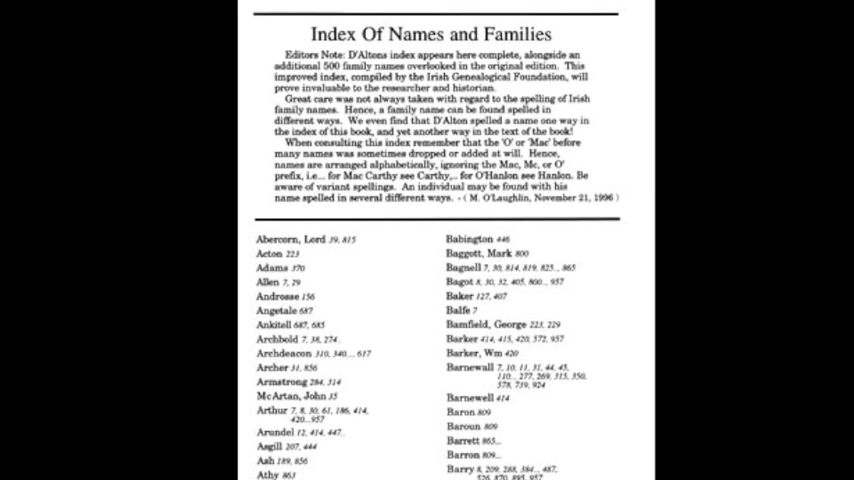 Index Of Names and Families
Editors Note: D'Altons index appears here complete, alongside an
additional 500 family names overlooked in the original edition. This
improved index, compiled by the Irish Genealogical Foundation, will
prove invaluable to the researcher and historian.
Great care was not always taken with regard to the spelling of Irish
family names. Hence, a family name can be found spelled in
different ways. We even find that D'Alton spelled a name one way in
the index of this book, and yet another way in the text of the book!
When consulting this index remember that the 'O' or 'Mac' before
many names was sometimes dropped or added at will. Hence,
names are arranged alphabetically, ignoring the Mac, Mc, or O'
prefix, i.e... for Mac Carthy see Carthy,.. for O'Hanlon see Hanlon. Be
aware of variant spellings. An individual may be found with his
name spelled in several different ways. - ( M. O'Laughlin, November 21, 1996 )
Abercorn, Lord 39, 815
Acton 223
Adams 370
Allen 7, 29
Androsse 156
Angetale 687
Ankitell 687, 685
Archbold 7, 38, 274.
Archdeacon 310, 340... 617
Archer 31, 856
Armstrong 284, 314
McArtan, John 35
Arthur 7, 8, 30, 61, 186, 414,
420...957
Arundel 12, 414, 447..
Asgill 207, 444
Ash 189, 856
Athy 863
Babington 446
Baggott, Mark 800
Bagnell 7, 30, 814, 819, 825... 865
Bagot 8, 30, 32, 405, 800... 957
Baker 127, 407
Balfe 7
Bamfield, George 223, 229
Barker 414, 415, 420, 572, 957
Barker, Wm 420
Barnewall 7, 10, 11, 31, 44, 45,
110... 277, 269, 315, 350,
578, 739, 924
Barnewell 414
Baron 809
Baroun 809
Barrett 865...
Barron 809...
Barry 8, 209, 288, 384... 487,
526, 870, 895, 957